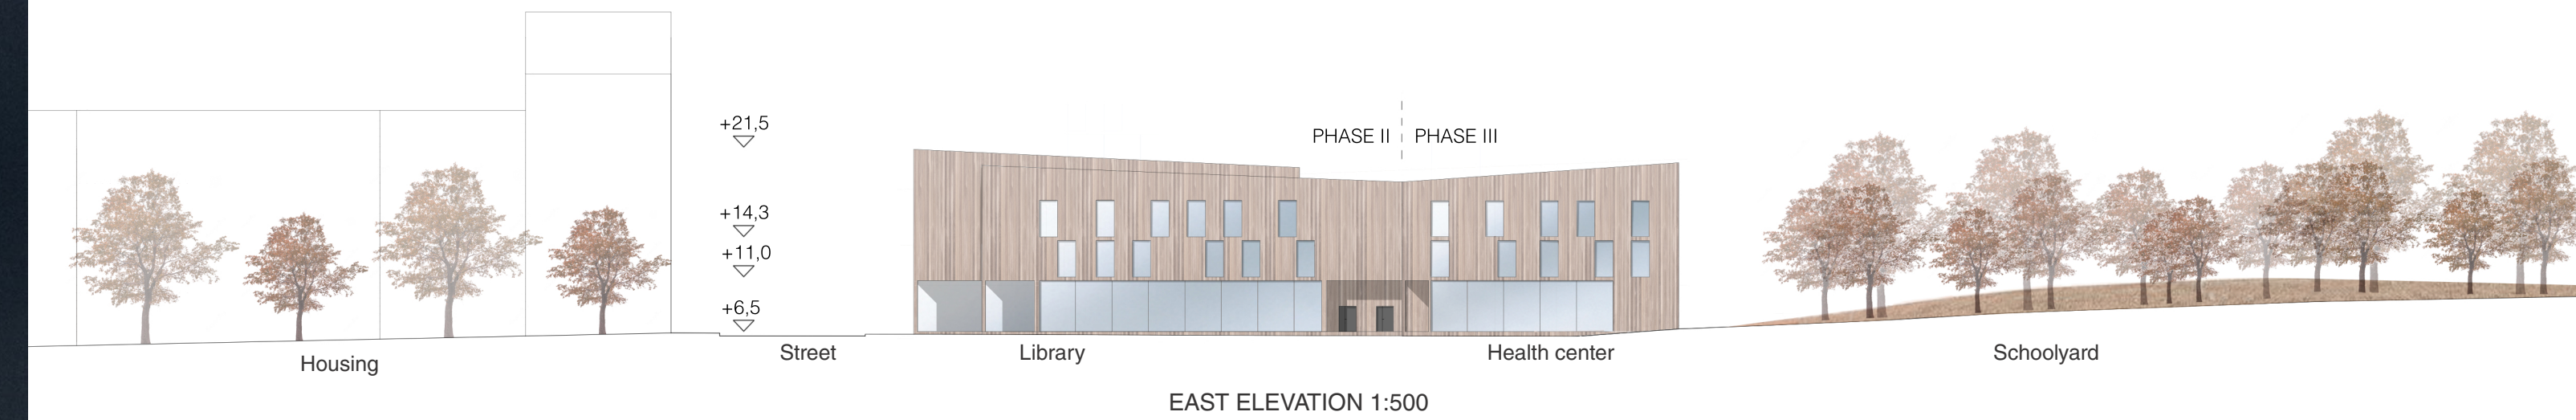 +21,5
PHASE II PHASE III
+14,3
+11,0
+6,5
Housing
Street
Library
Health center
Schoolyard
EAST ELEVATION 1:500